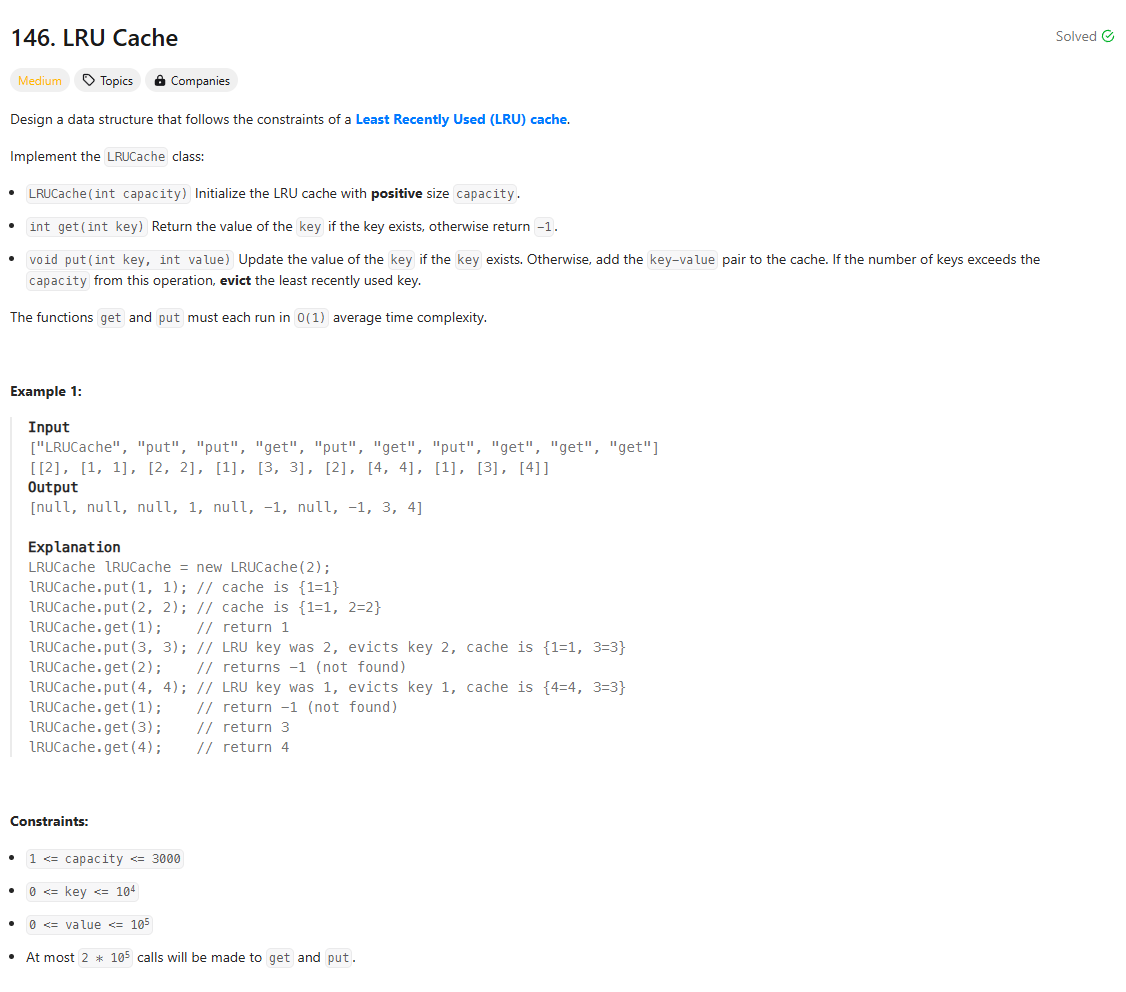 146. LRU Cache
Solved
Medium
Topics
Companies
Design a data structure that follows the constraints of a Least Recently Used (LRU) cache.
Implement the LRUCache class:
• LRUCache(int capacity) Initialize the LRU cache with positive size capacity.
• int get(int key) Return the value of the key if the key exists, otherwise return -1.
• void put(int key, int value) Update the value of the key if the key exists. Otherwise, add the key-value pair to the cache. If the number of keys exceeds the
capacity from this operation, evict the least recently used key.
The functions get and put must each run in O(1) average time complexity.
Example 1:
Input
["LRUCache", "put", "put", "get", "put", "get", "put", "get", "get", "get"]
[[2], [1, 1], [2, 2], [1], [3, 3], [2], [4, 4], [1], [3], [4]]
Output
[null, null, null, 1, null, -1, null, -1, 3, 4]
Explanation
LRUCache lRUCache = new LRUCache(2);
lRUCache.put(1, 1); // cache is {1=1}
lRUCache.put(2, 2); // cache is {1=1, 2=2}
lRUCache.get(1);    // return 1
lRUCache.put(3, 3); // LRU key was 2, evicts key 2, cache is {1=1, 3=3}
lRUCache.get(2);    // returns -1 (not found)
lRUCache.put(4, 4); // LRU key was 1, evicts key 1, cache is {4=4, 3=3}
lRUCache.get(1);    // return -1 (not found)
lRUCache.get(3);    // return 3
lRUCache.get(4);    // return 4
Constraints:
• 1 <= capacity <= 3000
• 0 <= key <= 10⁴
• 0 <= value <= 10⁵
• At most 2 * 10⁵ calls will be made to get and put.